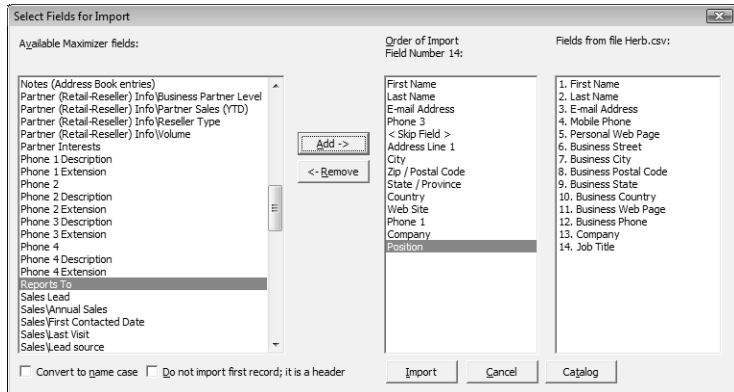 Select Fields for Import
Available Maximizer fields:
Notes (Address Book entries)
Partner (Retail-Reseller) Info\Business Partner Level
Partner (Retail-Reseller) Info\Partner Sales (YTD)
Partner (Retail-Reseller) Info\Reseller Type
Partner (Retail-Reseller) Info\Volume
Partner Interests
Phone 1 Description
Phone 1 Extension
Phone 2
Phone 2 Description
Phone 2 Extension
Phone 3 Description
Phone 3 Extension
Phone 4
Phone 4 Description
Phone 4 Extension
Reports To
Sales Lead
Sales\Annual Sales
Sales\First Contacted Date
Sales\Last Visit
Sales\Lead source
Add ->
<- Remove
Order of Import
Field Number 14:
First Name
Last Name
E-mail Address
Phone 3
< Skip Field >
Address Line 1
City
Zip / Postal Code
State / Province
Country
Web Site
Phone 1
Company
Position
Fields from file Herb.csv:
1. First Name
2. Last Name
3. E-mail Address
4. Mobile Phone
5. Personal Web Page
6. Business Street
7. Business City
8. Business Postal Code
9. Business State
10. Business Country
11. Business Web Page
12. Business Phone
13. Company
14. Job Title
Convert to name case
Do not import first record; it is a header
Import
Cancel
Catalog